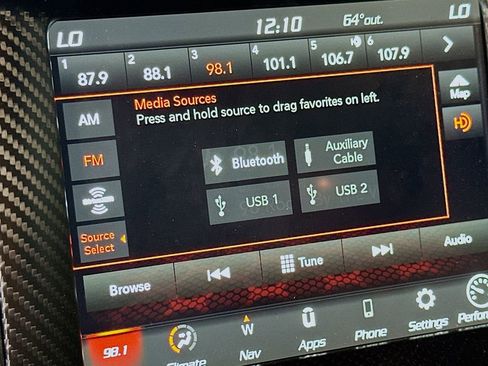 LO 12:10 64° out. LO
1 87.9 2 88.1 3 98.1 4 101.1 5 106.7 HD 6 107.9
Media Sources
Press and hold source to drag favorites on left.
AM
FM
Source Select
Bluetooth
Auxiliary Cable
USB 1
USB 2
Map
HD
Browse Tune Audio
98.1 Climate Nav Apps Phone Settings Perform
W